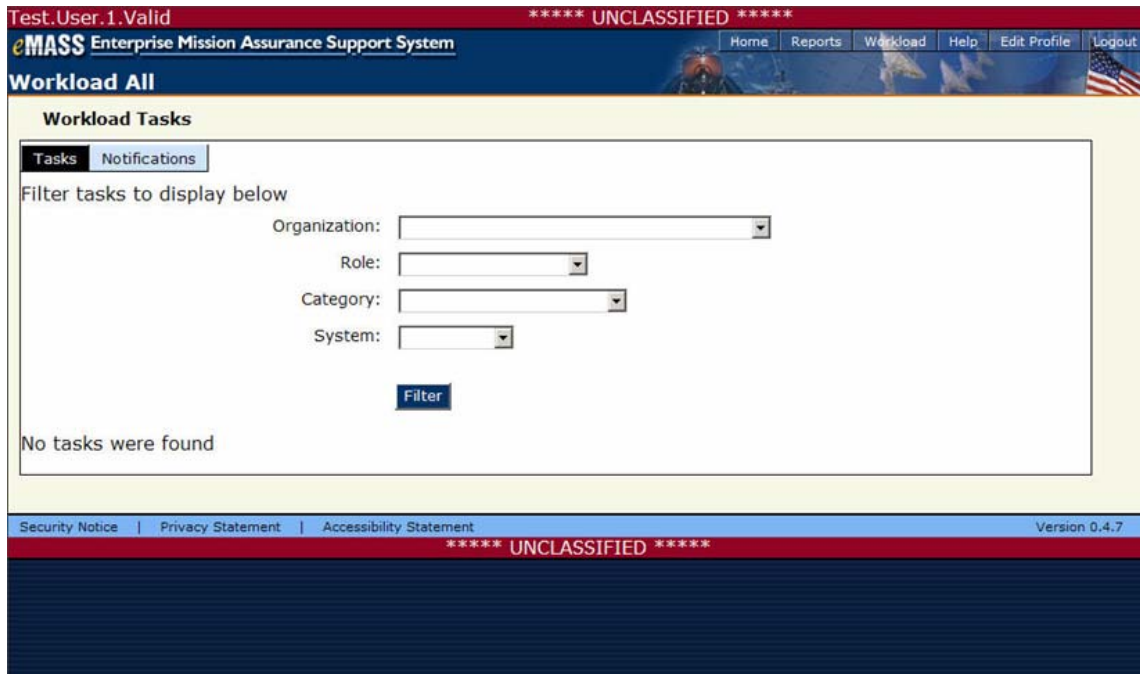 Test.User.1.Valid ***** UNCLASSIFIED *****
eMASS Enterprise Mission Assurance Support System Home Reports Workload Help Edit Profile Logout
Workload All
Workload Tasks
Tasks Notifications
Filter tasks to display below
Organization:
Role:
Category:
System:
Filter
No tasks were found
Security Notice | Privacy Statement | Accessibility Statement Version 0.4.7
***** UNCLASSIFIED *****